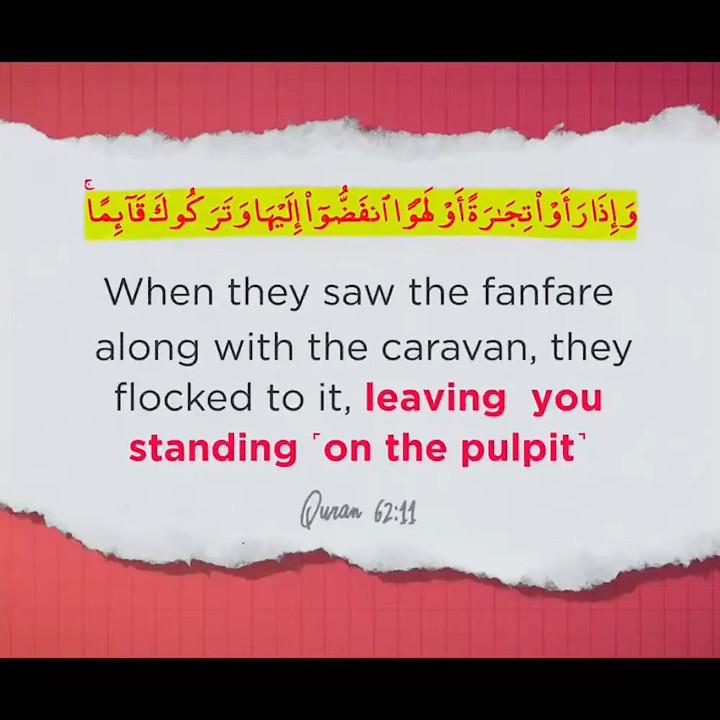 وَإِذَا رَأَوْا۟ تِجَـٰرَةً أَوْ لَهْوًا ٱنفَضُّوٓا۟ إِلَيْهَا وَتَرَكُوكَ قَآئِمًا ۚ
When they saw the fanfare
along with the caravan, they
flocked to it, leaving you
standing ˹on the pulpit˺
Quran 62:11